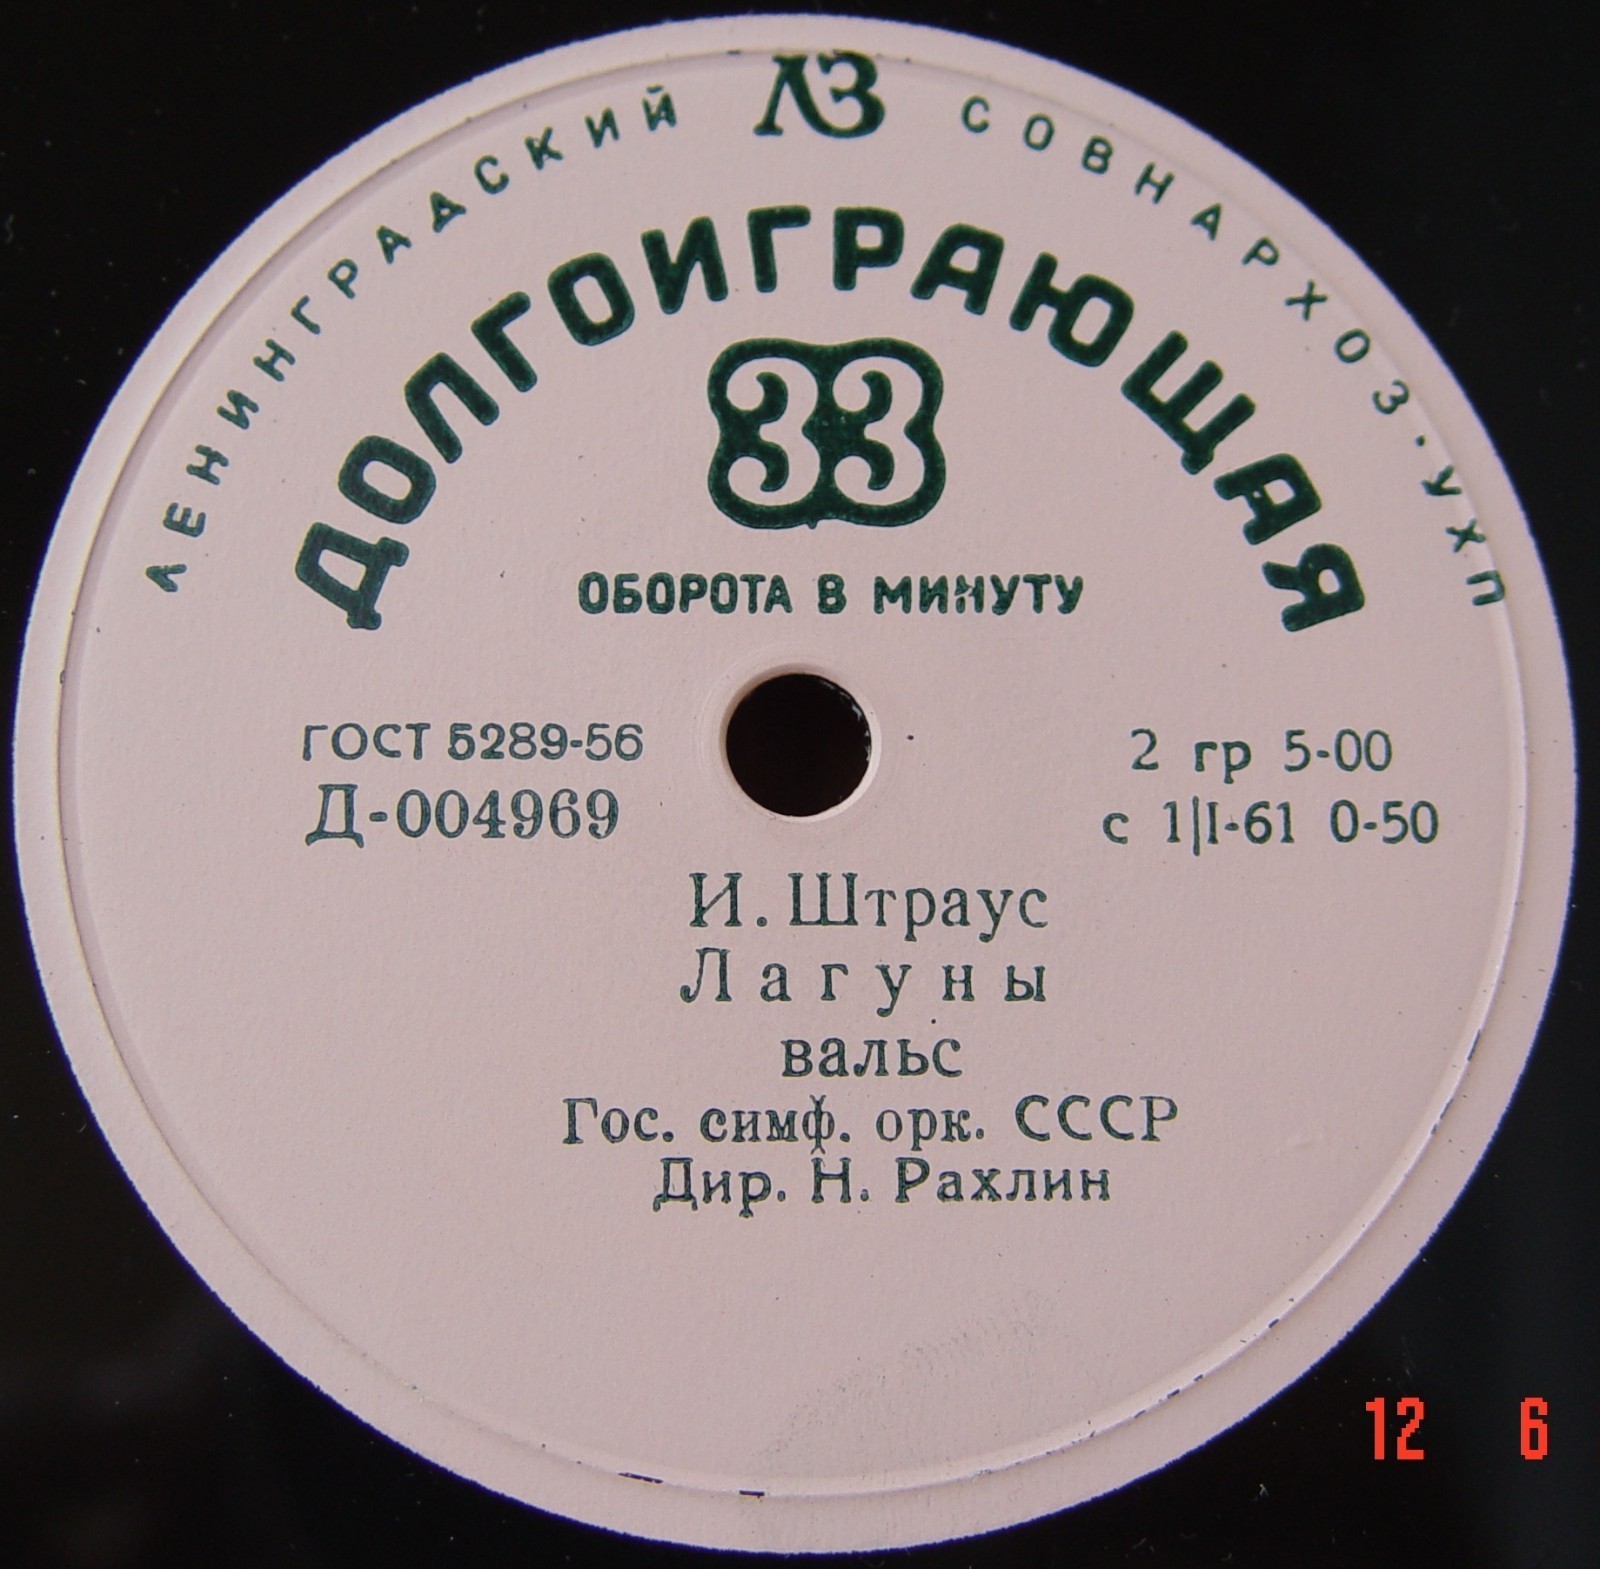 ЛЕНИНГРАДСКИЙ ЛЗ СОВНАРХОЗ·УХП
ДОЛГОИГРАЮЩАЯ
33
ОБОРОТА В МИНУТУ
ГОСТ 5289-56
Д-004969
2 гр 5-00
с 1|I-61 0-50
И. Штраус
Лагуны
вальс
Гос. симф. орк. СССР
Дир. Н. Рахлин
12 6